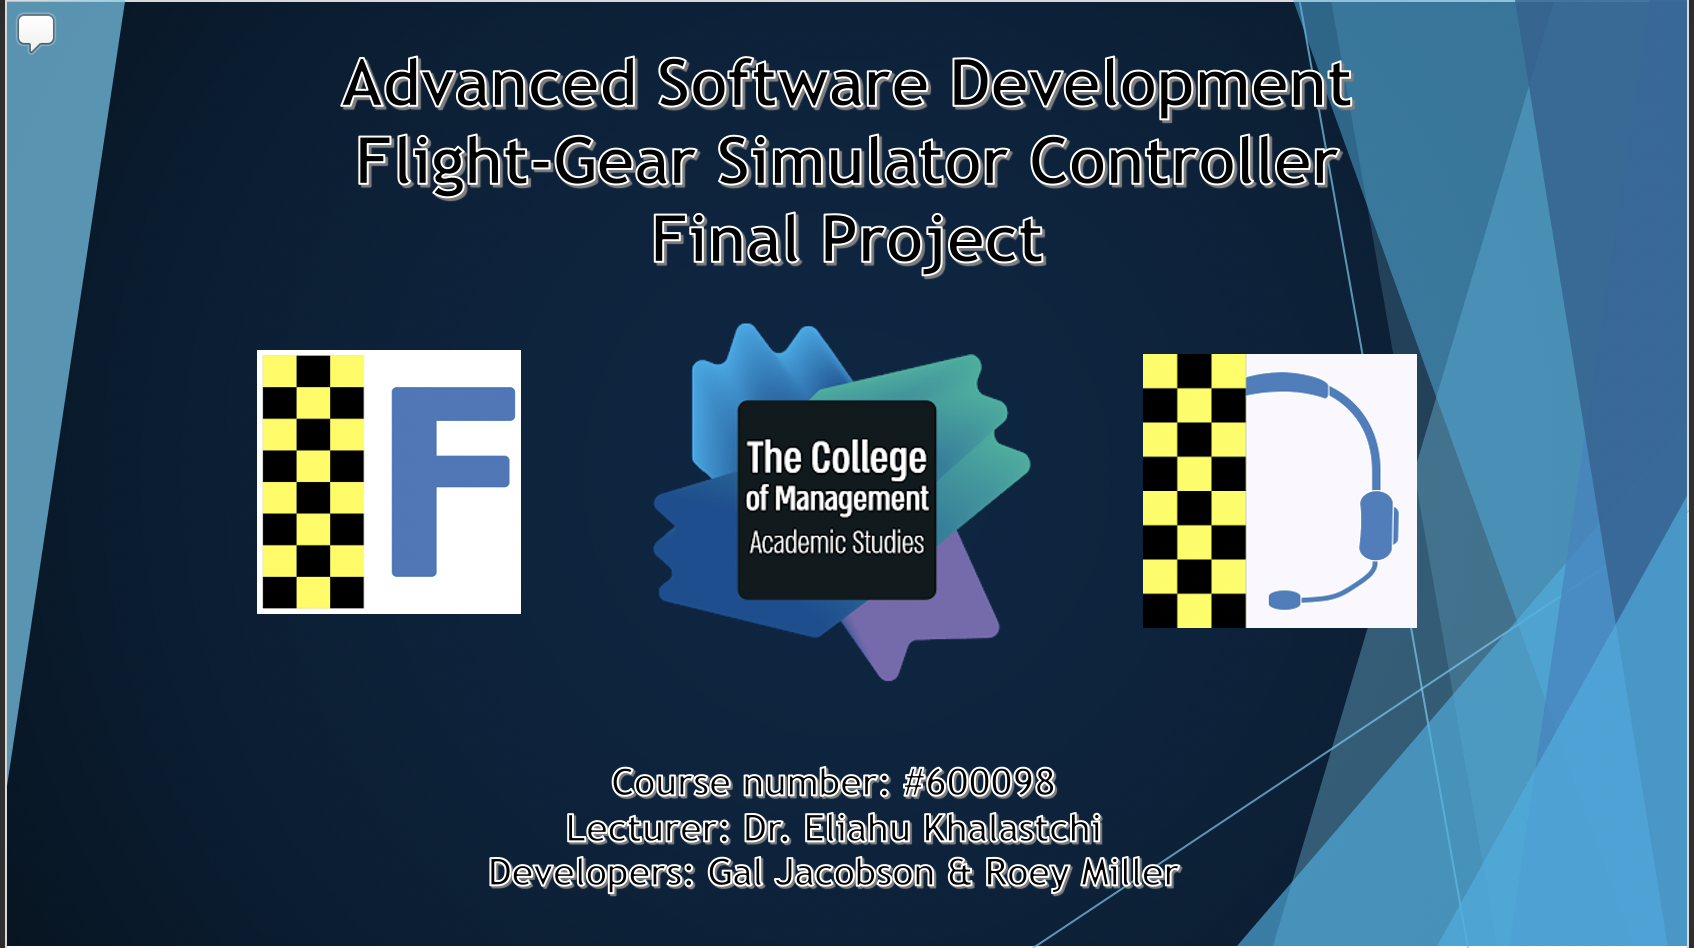 Advanced Software Development
Flight-Gear Simulator Controller
Final Project
F
The College
of Management
Academic Studies
Course number: #600098
Lecturer: Dr. Eliahu Khalastchi
Developers: Gal Jacobson & Roey Miller